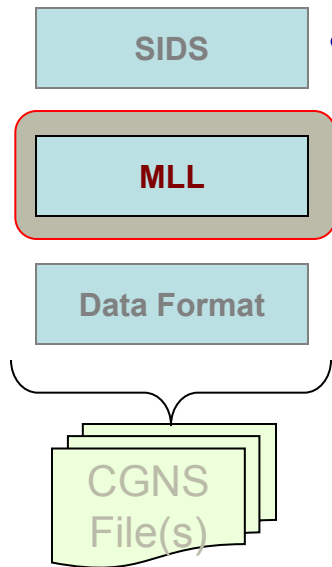 SIDS
MLL
Data Format
CGNS
File(s)